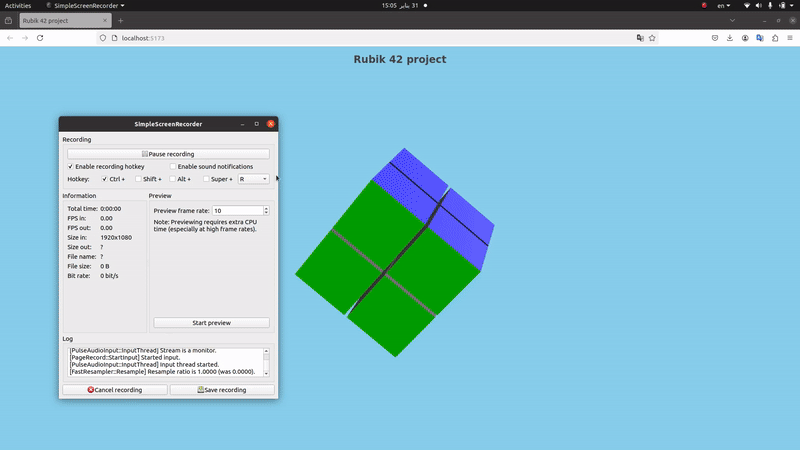 Activities
SimpleScreenRecorder
31 يناير 15:05
en
Rubik 42 project
localhost:5173
Rubik 42 project
SimpleScreenRecorder
Recording
Pause recording
Enable recording hotkey
Enable sound notifications
Hotkey:
Ctrl +
Shift +
Alt +
Super +
R
Information
Total time: 0:00:00
FPS in: 0.00
FPS out: 0.00
Size in: 1920x1080
Size out: ?
File name: ?
File size: 0 B
Bit rate: 0 bit/s
Preview
Preview frame rate: 10
Note: Previewing requires extra CPU
time (especially at high frame rates).
Start preview
Log
[PulseAudioInput::InputThread] Stream is a monitor.
[PageRecord::StartInput] Started input.
[PulseAudioInput::InputThread] Input thread started.
[FastResampler::Resample] Resample ratio is 1.0000 (was 0.0000).
Cancel recording
Save recording